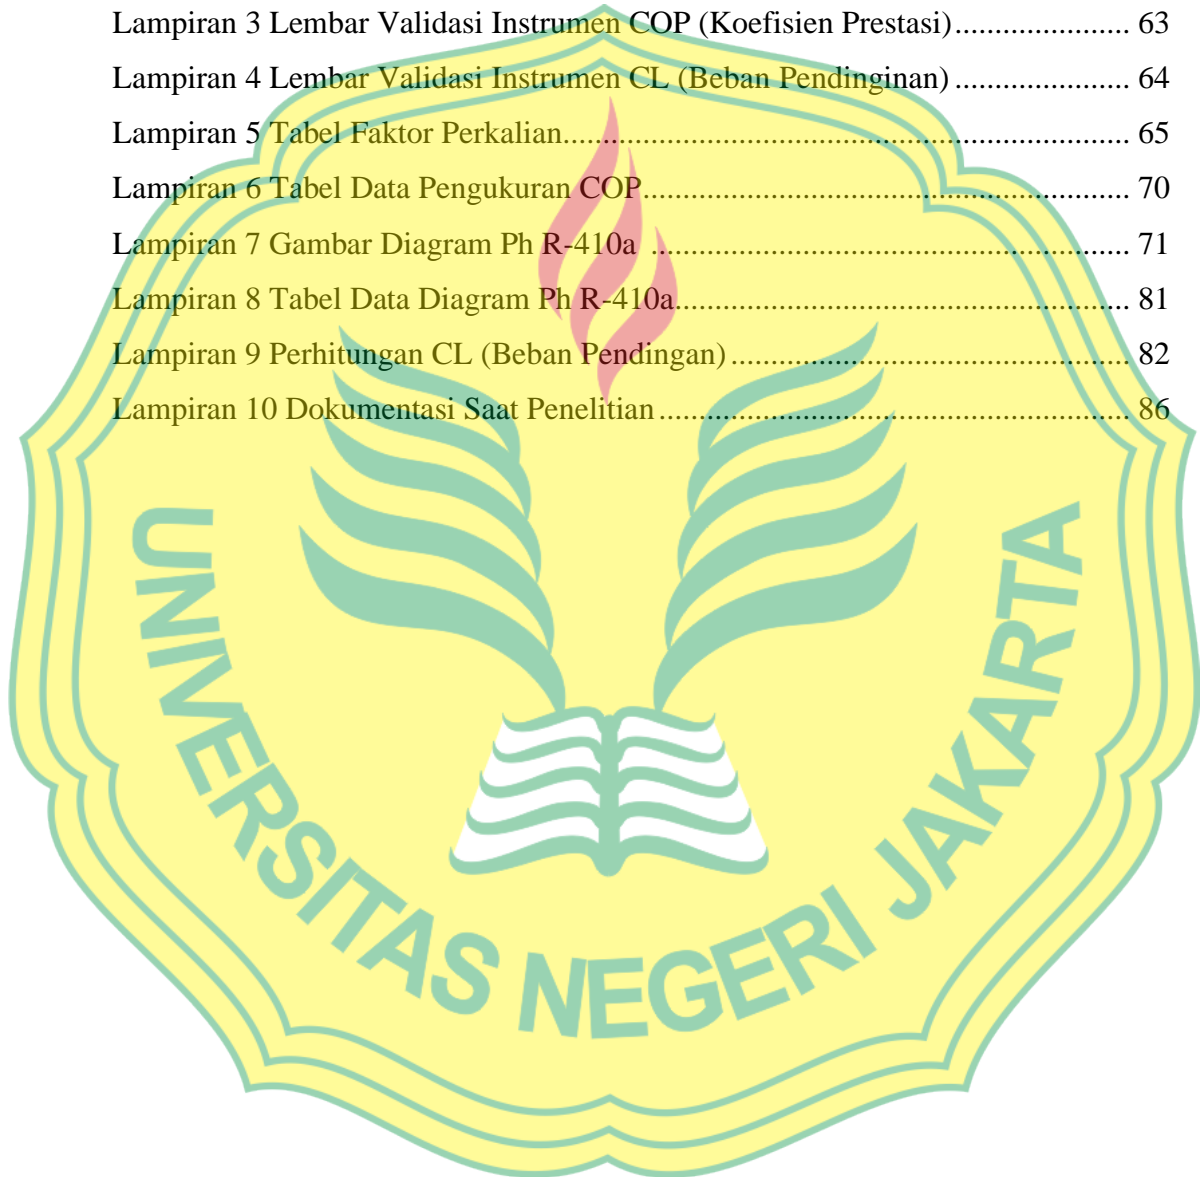 Lampiran 3 Lembar Validasi Instrumen COP (Koefisien Prestasi)...................... 63
Lampiran 4 Lembar Validasi Instrumen CL (Beban Pendinginan)...................... 64
Lampiran 5 Tabel Faktor Perkalian....................................................................... 65
Lampiran 6 Tabel Data Pengukuran COP............................................................. 70
Lampiran 7 Gambar Diagram Ph R-410a ............................................................ 71
Lampiran 8 Tabel Data Diagram Ph R-410a......................................................... 81
Lampiran 9 Perhitungan CL (Beban Pendingan).................................................. 82
Lampiran 10 Dokumentasi Saat Penelitian........................................................... 86
UNIVERSITAS NEGERI JAKARTA